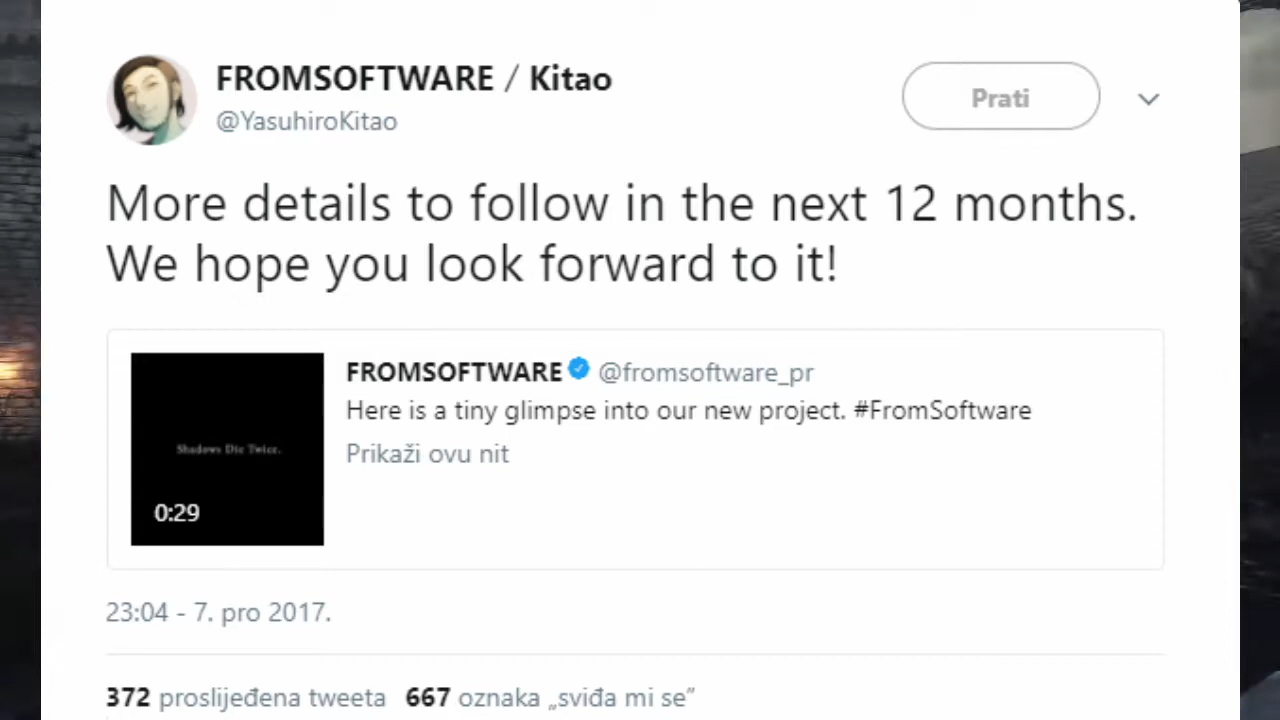 FROMSOFTWARE / Kitao
@YasuhiroKitao
Prati
More details to follow in the next 12 months.
We hope you look forward to it!
FROMSOFTWARE @fromsoftware_pr
Here is a tiny glimpse into our new project. #FromSoftware
Prikaži ovu nit
Shadows Die Twice.
0:29
23:04 - 7. pro 2017.
372 proslijeđena tweeta 667 oznaka „sviđa mi se”